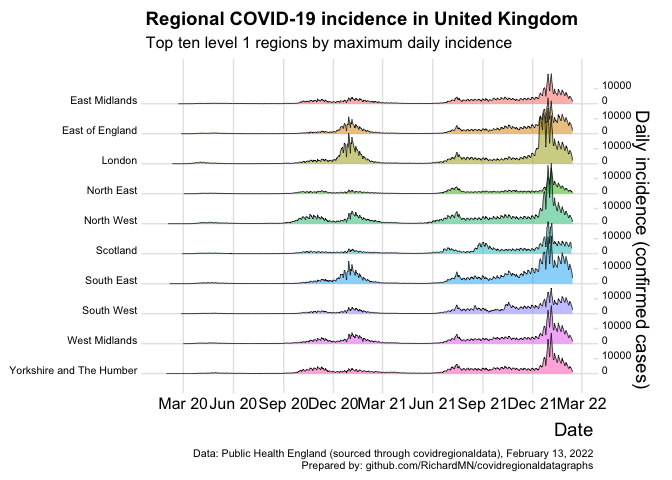 Regional COVID-19 incidence in United Kingdom
Top ten level 1 regions by maximum daily incidence
East Midlands
10000
0
East of England
10000
0
London
10000
0
North East
10000
0
North West
10000
0
Scotland
10000
0
South East
10000
0
South West
10000
0
West Midlands
10000
0
Yorkshire and The Humber
10000
0
Daily incidence (confirmed cases)
Mar 20 Jun 20 Sep 20 Dec 20 Mar 21 Jun 21 Sep 21 Dec 21 Mar 22
Date
Data: Public Health England (sourced through covidregionaldata), February 13, 2022
Prepared by: github.com/RichardMN/covidregionaldatagraphs